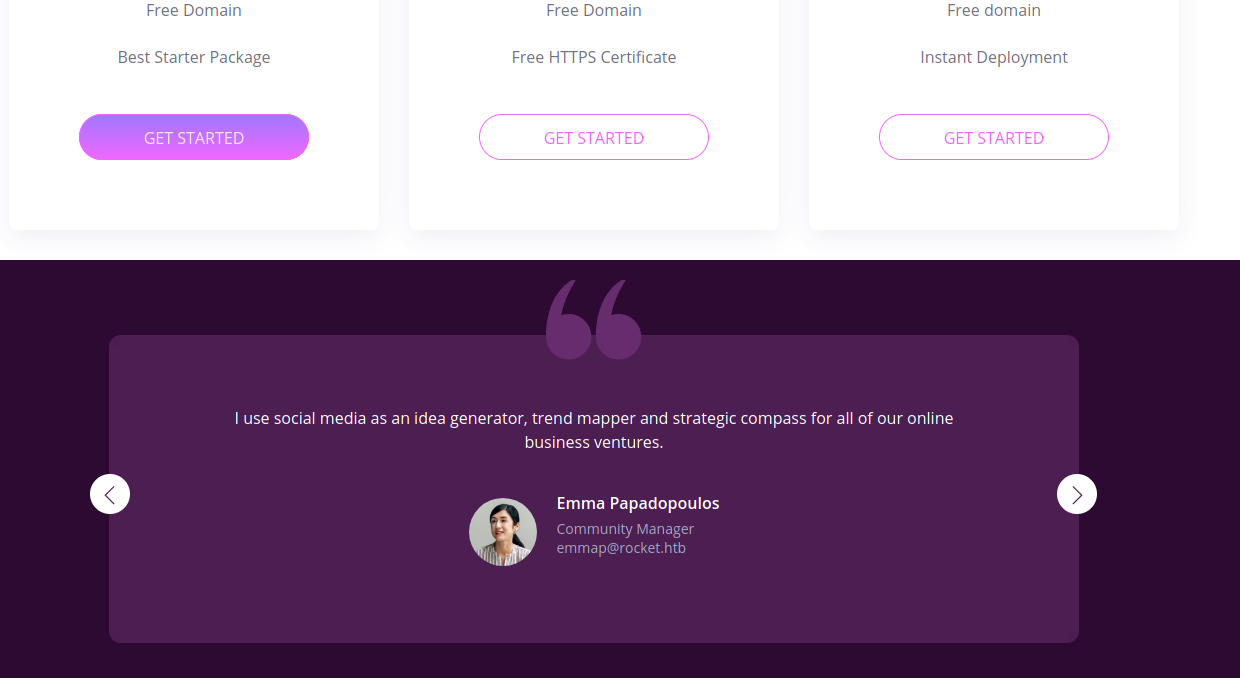 Free Domain
Free Domain
Free domain
Best Starter Package
Free HTTPS Certificate
Instant Deployment
GET STARTED
GET STARTED
GET STARTED
I use social media as an idea generator, trend mapper and strategic compass for all of our online
business ventures.
Emma Papadopoulos
Community Manager
emmap@rocket.htb